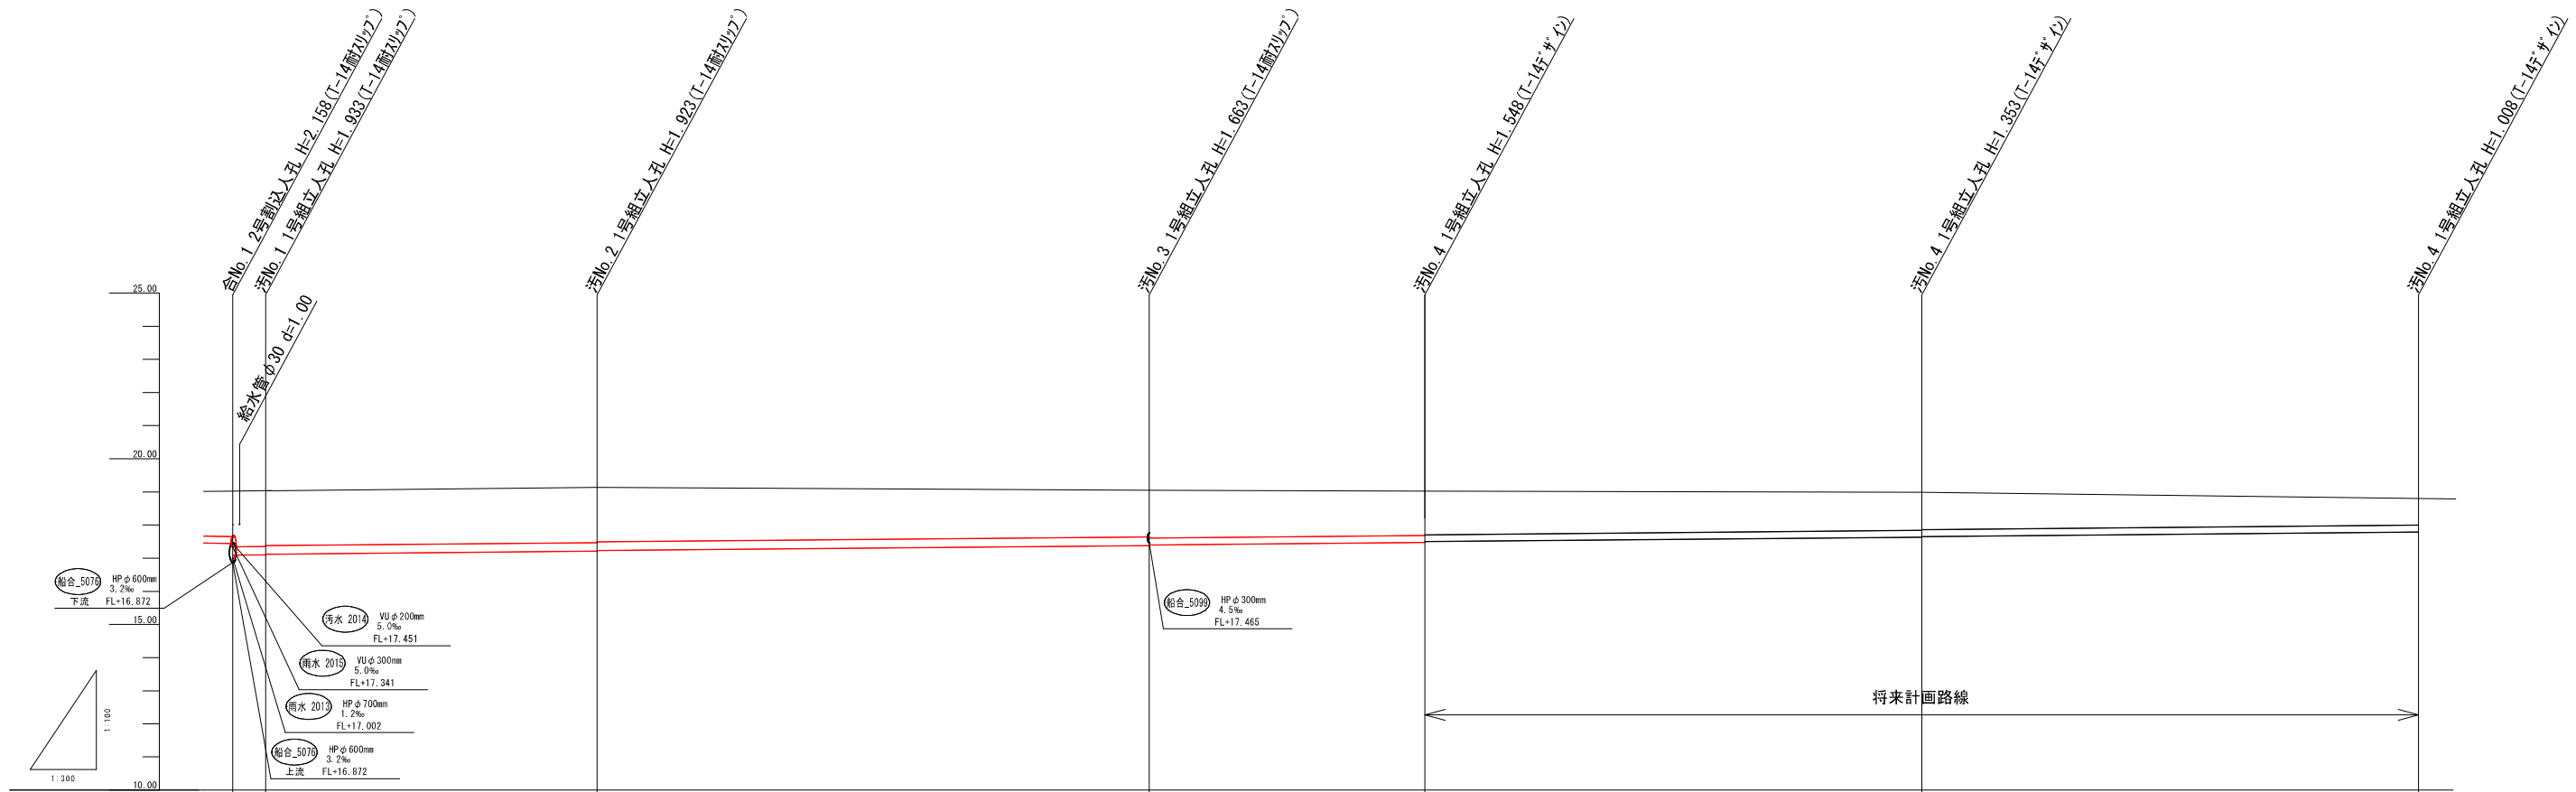 合No.1 2号割込人孔 H=2.158(T-14耐ｽﾘｯﾌﾟ)
汚No.1 1号組立人孔 H=1.933(T-14耐ｽﾘｯﾌﾟ)
汚No.2 1号組立人孔 H=1.923(T-14耐ｽﾘｯﾌﾟ)
汚No.3 1号組立人孔 H=1.663(T-14耐ｽﾘｯﾌﾟ)
汚No.4 1号組立人孔 H=1.548(T-14ﾃﾞｻﾞｲﾝ)
汚No.4 1号組立人孔 H=1.353(T-14ﾃﾞｻﾞｲﾝ)
汚No.4 1号組立人孔 H=1.008(T-14ﾃﾞｻﾞｲﾝ)
給水管φ30 d=1.00
25.00
20.00
15.00
10.00
船合_5076 HPφ600mm
3.2‰
下流 FL+16.872
汚水 2014 VUφ200mm
5.0‰
FL+17.451
雨水 2015 VUφ300mm
5.0‰
FL+17.341
雨水 2013 HPφ700mm
1.2‰
FL+17.002
船合_5076 HPφ600mm
3.2‰
上流 FL+16.872
船合_5099 HPφ300mm
4.5‰
FL+17.465
将来計画路線
1:100
1:300